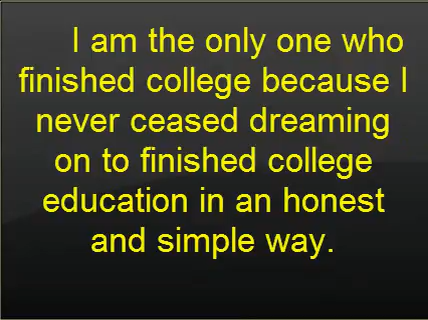 I am the only one who
finished college because I
never ceased dreaming
on to finished college
education in an honest
and simple way.